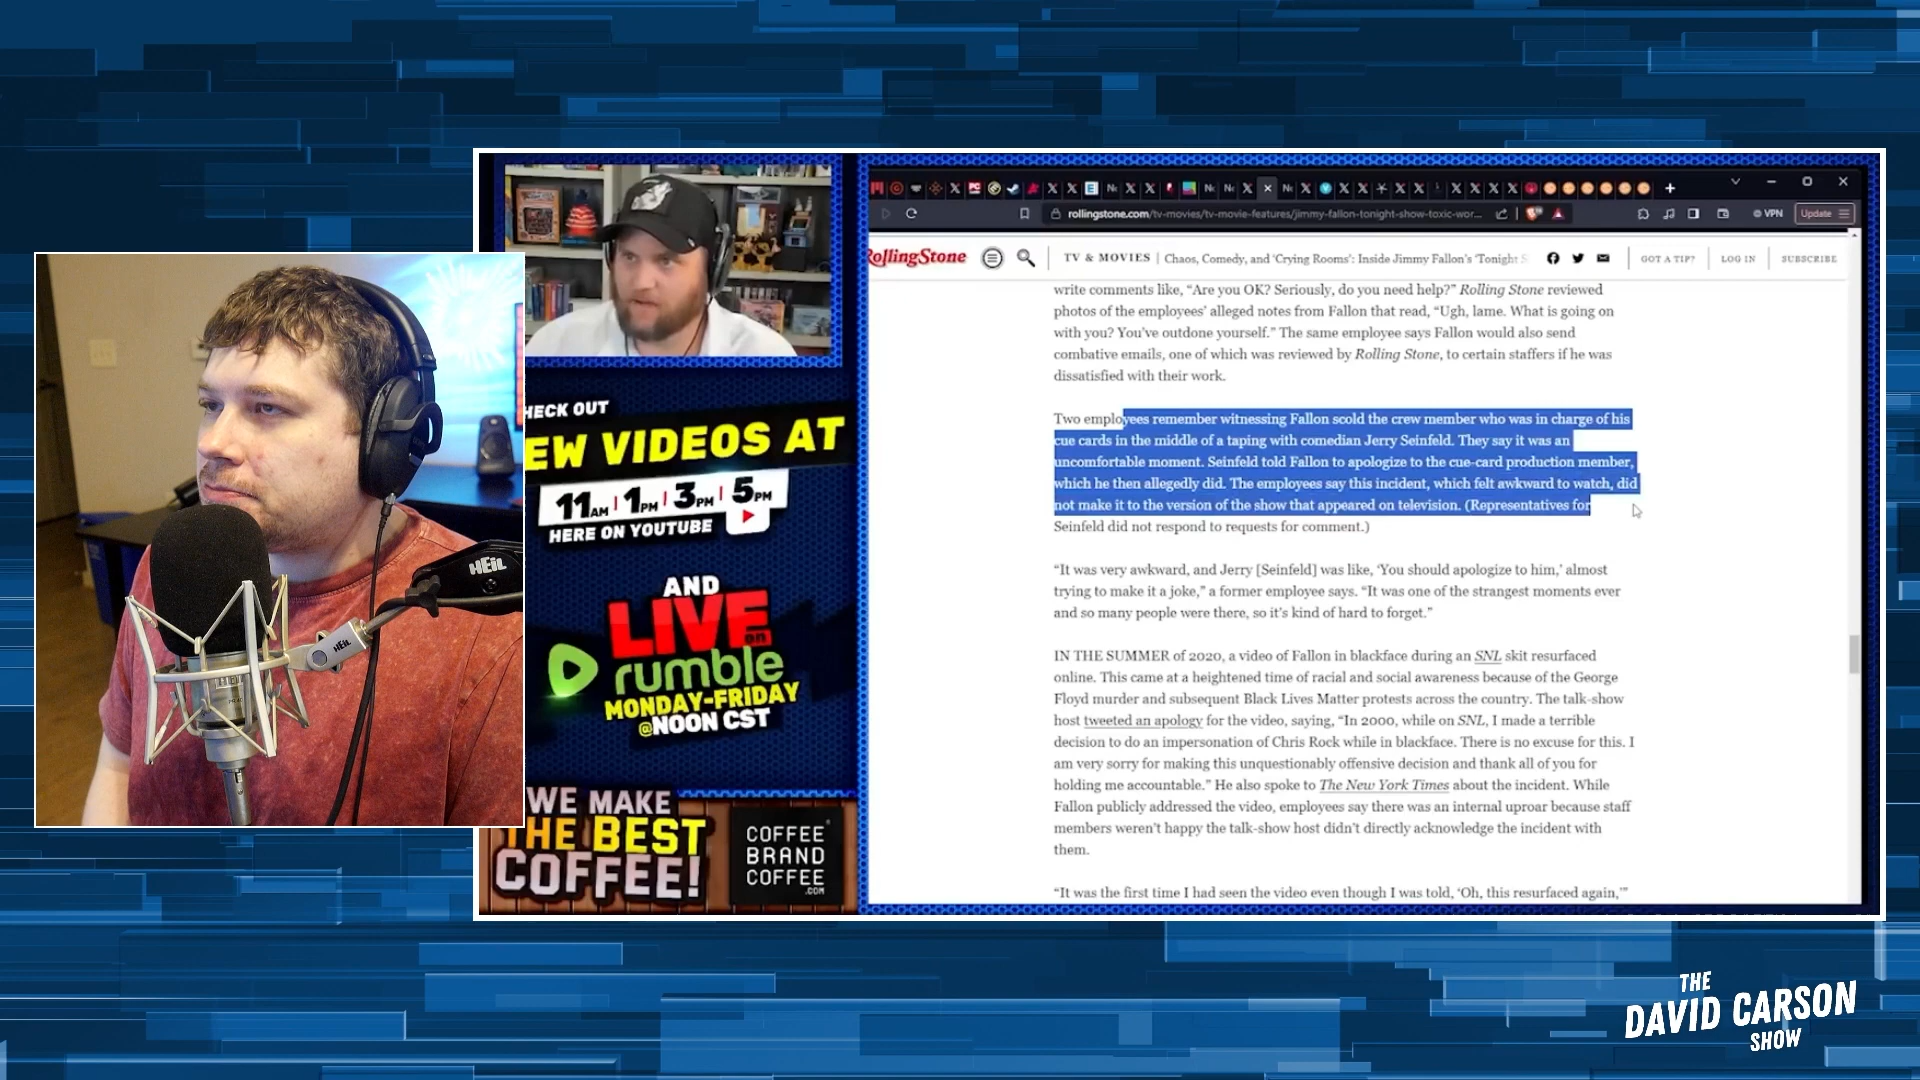 rollingstone.com/tv-movies/tv-movie-features/jimmy-fallon-tonight-show-toxic-wor...
VPN
Update
RollingStone
TV & MOVIES
Chaos, Comedy, and 'Crying Rooms': Inside Jimmy Fallon's 'Tonight S
GOT A TIP?
LOG IN
SUBSCRIBE
write comments like, “Are you OK? Seriously, do you need help?” Rolling Stone reviewed
photos of the employees' alleged notes from Fallon that read, “Ugh, lame. What is going on
with you? You've outdone yourself.” The same employee says Fallon would also send
combative emails, one of which was reviewed by Rolling Stone, to certain staffers if he was
dissatisfied with their work.
Two employees remember witnessing Fallon scold the crew member who was in charge of his
cue cards in the middle of a taping with comedian Jerry Seinfeld. They say it was an
uncomfortable moment. Seinfeld told Fallon to apologize to the cue-card production member,
which he then allegedly did. The employees say this incident, which felt awkward to watch, did
not make it to the version of the show that appeared on television. (Representatives for
Seinfeld did not respond to requests for comment.)
“It was very awkward, and Jerry [Seinfeld] was like, ‘You should apologize to him,’ almost
trying to make it a joke,” a former employee says. “It was one of the strangest moments ever
and so many people were there, so it's kind of hard to forget.”
IN THE SUMMER of 2020, a video of Fallon in blackface during an SNL skit resurfaced
online. This came at a heightened time of racial and social awareness because of the George
Floyd murder and subsequent Black Lives Matter protests across the country. The talk-show
host tweeted an apology for the video, saying, “In 2000, while on SNL, I made a terrible
decision to do an impersonation of Chris Rock while in blackface. There is no excuse for this. I
am very sorry for making this unquestionably offensive decision and thank all of you for
holding me accountable.” He also spoke to The New York Times about the incident. While
Fallon publicly addressed the video, employees say there was an internal uproar because staff
members weren't happy the talk-show host didn't directly acknowledge the incident with
them.
“It was the first time I had seen the video even though I was told, ‘Oh, this resurfaced again,’”
HECK OUT
EW VIDEOS AT
11AM | 1PM | 3PM | 5PM
HERE ON YOUTUBE
AND
LIVE on
rumble
MONDAY-FRIDAY
@NOON CST
WE MAKE
THE BEST
COFFEE!
COFFEE
BRAND
COFFEE
.COM
HEiL
HEiL
THE
DAVID CARSON
SHOW